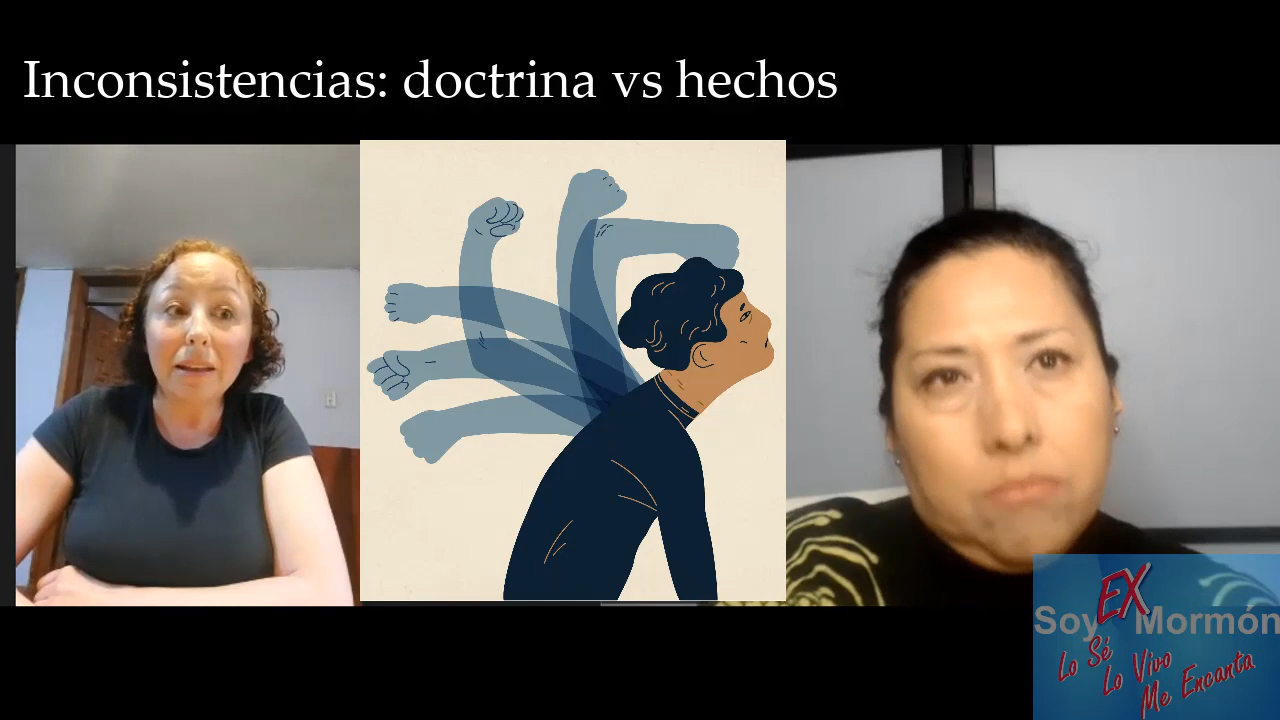 Inconsistencias: doctrina vs hechos
EX
Soy Mormón
Lo Sé
Lo Vivo
Me Encanta